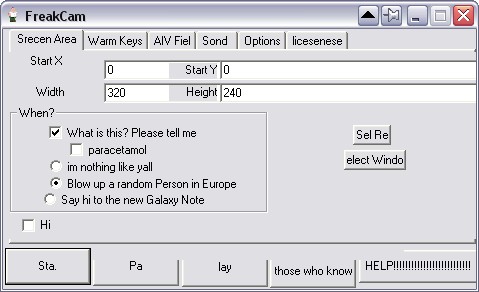 FreakCam
Srecen Area Warm Keys AIV Fiel Sond Options licesenese
Start X 0 Start Y 0
Width 320 Height 240
When?
What is this? Please tell me
paracetamol
im nothing like yall
Blow up a random Person in Europe
Say hi to the new Galaxy Note
Sel Re
elect Windo
Hi
Sta. Pa lay those who know HELP!!!!!!!!!!!!!!!!!!!!!!!!!!